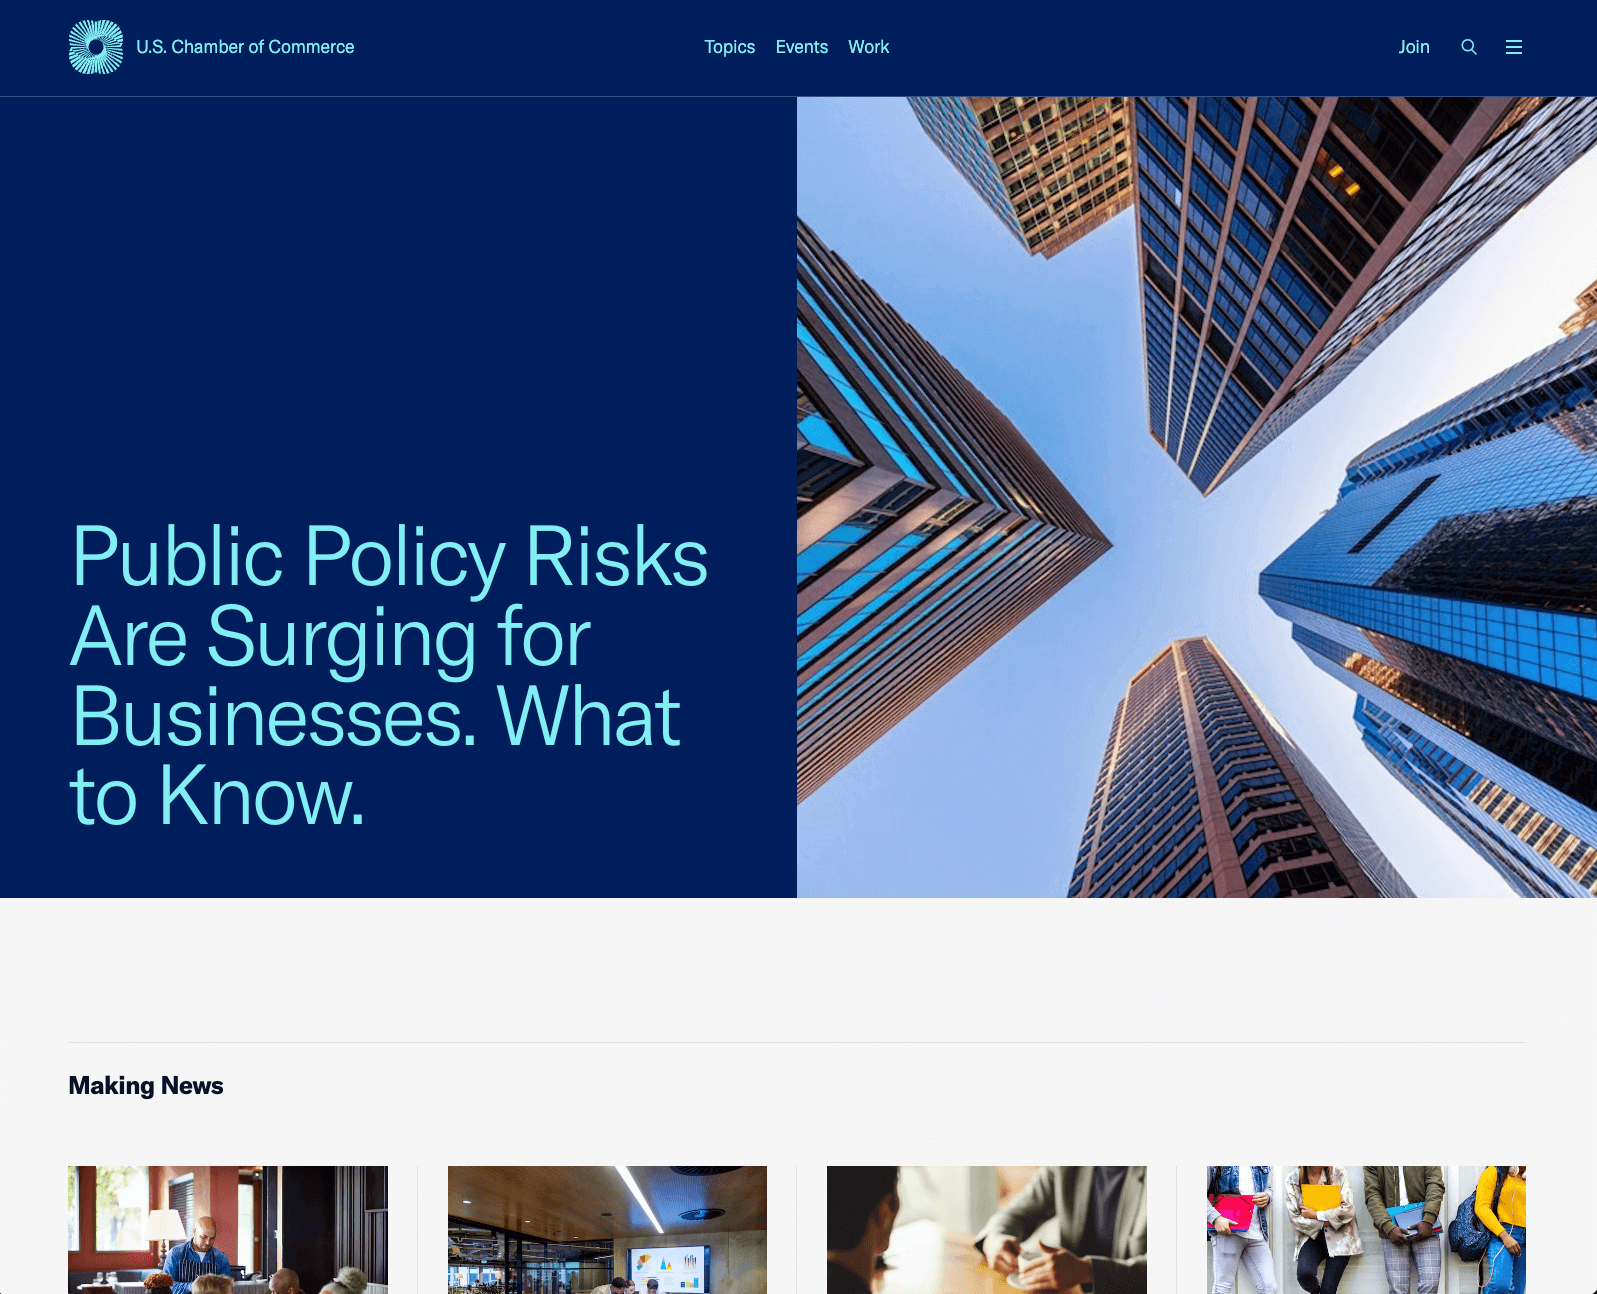 U.S. Chamber of Commerce
Topics Events Work
Join
Public Policy Risks
Are Surging for
Businesses. What
to Know.
Making News